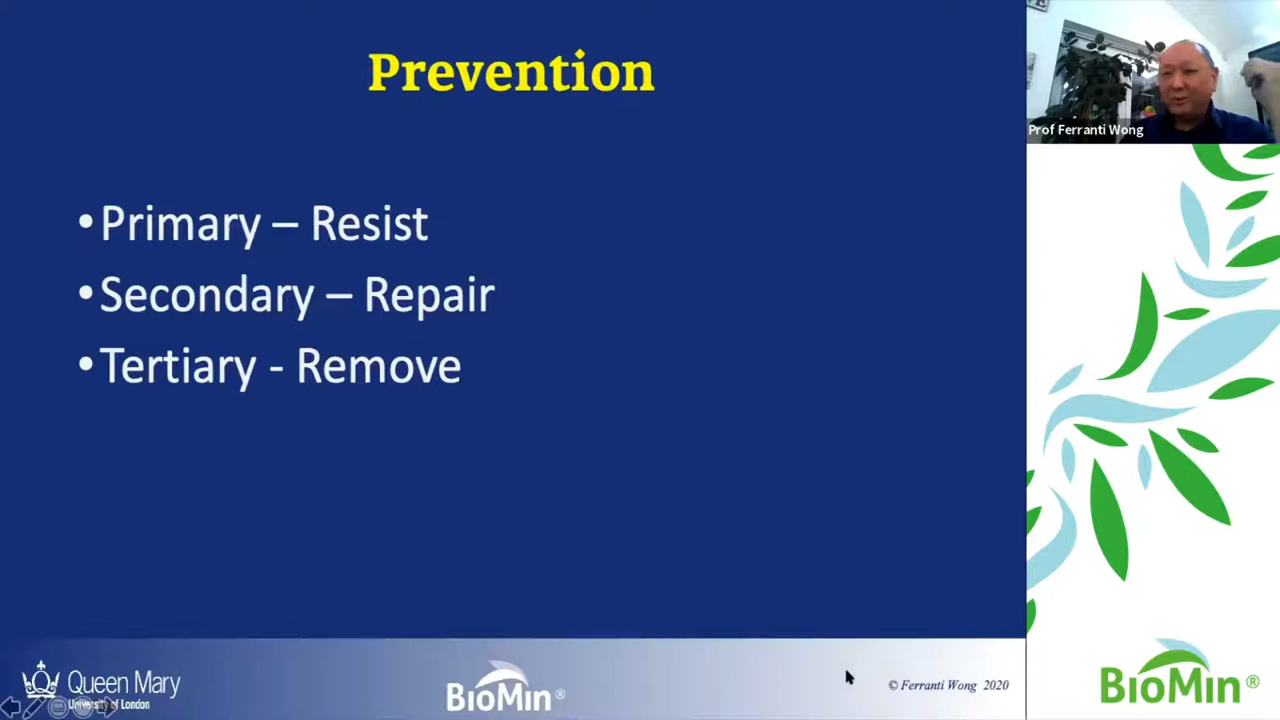 Prevention
Prof Ferranti Wong
•Primary – Resist
•Secondary – Repair
•Tertiary - Remove
Queen Mary
University of London
BioMin®
© Ferranti Wong 2020
BioMin®